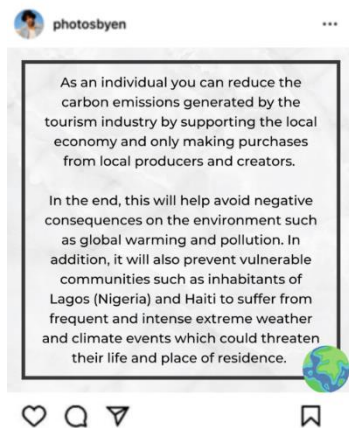 photosbyen
As an individual you can reduce the
carbon emissions generated by the
tourism industry by supporting the local
economy and only making purchases
from local producers and creators.
In the end, this will help avoid negative
consequences on the environment such
as global warming and pollution. In
addition, it will also prevent vulnerable
communities such as inhabitants of
Lagos (Nigeria) and Haiti to suffer from
frequent and intense extreme weather
and climate events which could threaten
their life and place of residence.